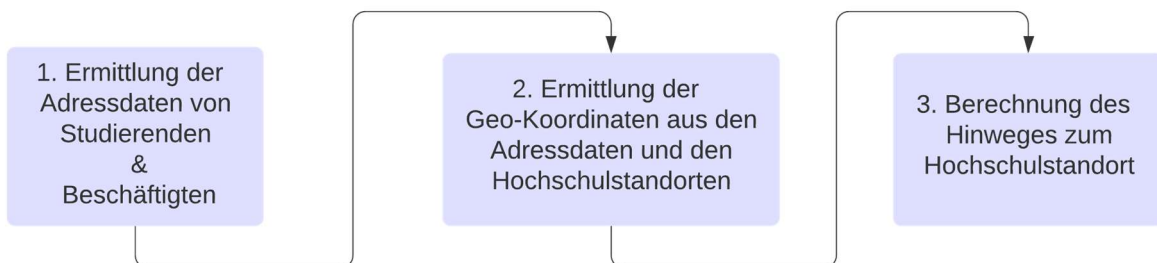 1. Ermittlung der
Adressdaten von
Studierenden
&
Beschäftigten
2. Ermittlung der
Geo-Koordinaten aus den
Adressdaten und den
Hochschulstandorten
3. Berechnung des
Hinweges zum
Hochschulstandort